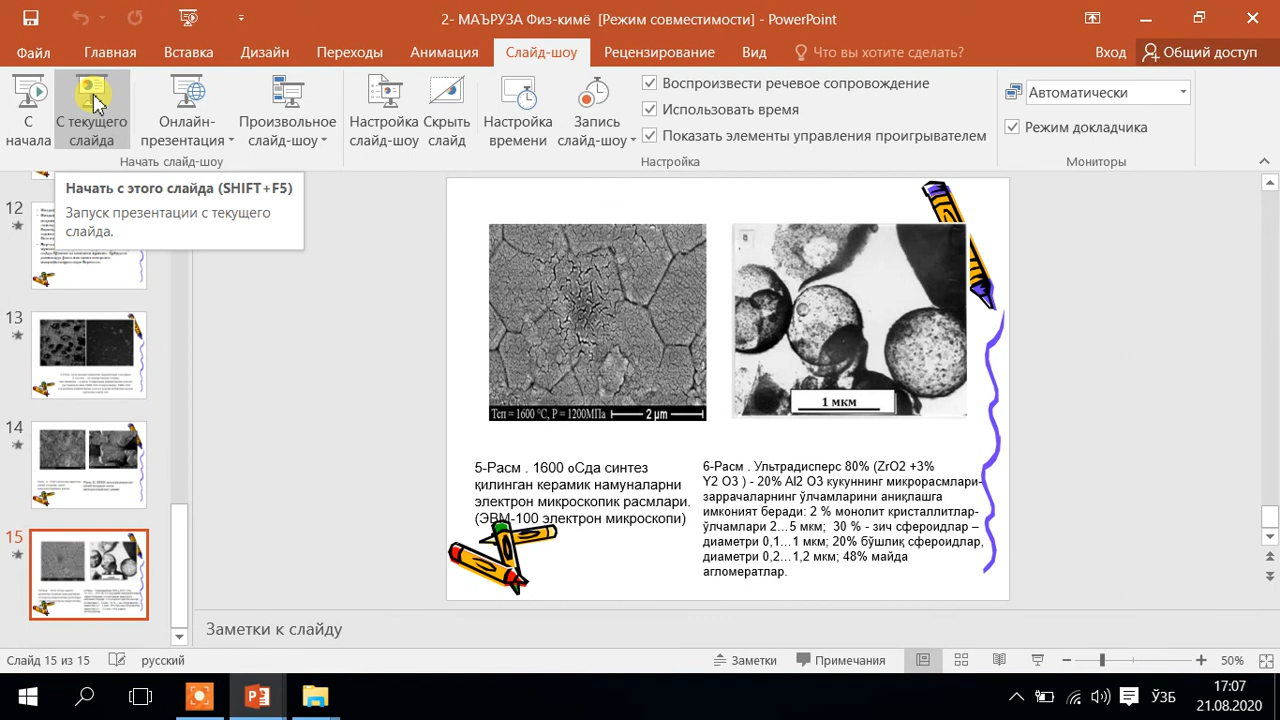 2- МАЪРУЗА Физ-кимё [Режим совместимости] - PowerPoint
Файл Главная Вставка Дизайн Переходы Анимация Слайд-шоу Рецензирование Вид Что вы хотите сделать? Вход Общий доступ
С начала
С текущего слайда
Онлайн-презентация
Произвольное слайд-шоу
Начать слайд-шоу
Настройка слайд-шоу
Скрыть слайд
Настройка времени
Запись слайд-шоу
Воспроизвести речевое сопровождение
Использовать время
Показать элементы управления проигрывателем
Настройка
Автоматически
Режим докладчика
Мониторы
Начать с этого слайда (SHIFT+F5)
Запуск презентации с текущего
слайда.
12
13
14
15
Тсп = 1600 °С, Р = 1200МПа 2 μм
1 мкм
5-Расм . 1600 оСда синтез
қилинган керамик намуналарни
электрон микроскопик расмлари.
(ЭВМ-100 электрон микроскопи)
6-Расм . Ультрадисперс 80% (ZrO2 +3%
Y2 O3 ) - 20% Al2 O3 кукуннинг микрорасмлари-
заррачаларнинг ўлчамларини аниқлашга
имконият беради: 2 % монолит кристаллитлар-
ўлчамлари 2…5 мкм; 30 % - зич сфероидлар –
диаметри 0,1…1 мкм; 20% бўшлиқ сфероидлар,
диаметри 0,2…1,2 мкм; 48% майда
агломератлар.
Заметки к слайду
Слайд 15 из 15 русский Заметки Примечания 50%
ЎЗБ
17:07
21.08.2020